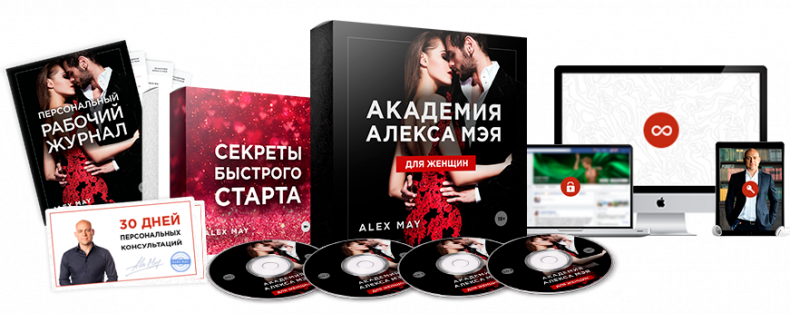 ПЕРСОНАЛЬНЫЙ
РАБОЧИЙ
ЖУРНАЛ
ALEX MAY
30 ДНЕЙ
ПЕРСОНАЛЬНЫХ
КОНСУЛЬТАЦИЙ
СЕКРЕТЫ
БЫСТРОГО
СТАРТА
ALEX MAY
АКАДЕМИЯ
АЛЕКСА МЭЯ
ДЛЯ ЖЕНЩИН
ALEX MAY
18+
АКАДЕМИЯ
АЛЕКСА МЭЯ
ДЛЯ ЖЕНЩИН
АКАДЕМИЯ
АЛЕКСА МЭЯ
ДЛЯ ЖЕНЩИН
АКАДЕМИЯ
АЛЕКСА МЭЯ
ДЛЯ ЖЕНЩИН
АКАДЕМИЯ
АЛЕКСА МЭЯ
ДЛЯ ЖЕНЩИН